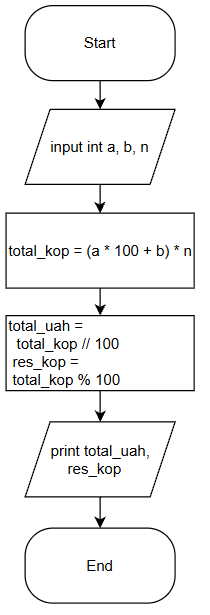 Start
input int a, b, n
total_kop = (a * 100 + b) * n
total_uah =
total_kop // 100
res_kop =
total_kop % 100
print total_uah,
res_kop
End